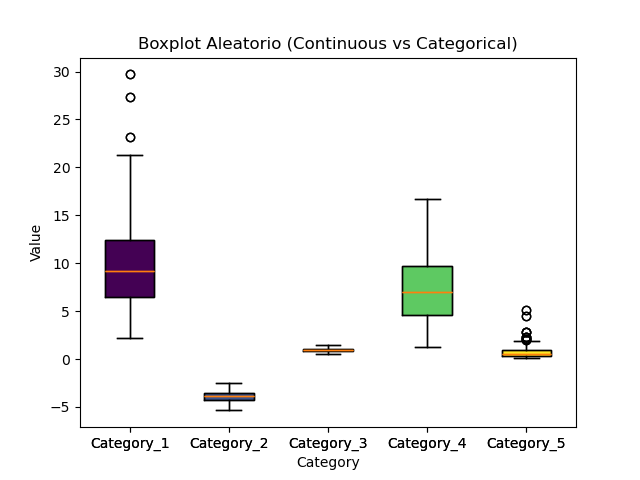 Boxplot Aleatorio (Continuous vs Categorical)
30
25
20
15
10
5
0
−5
Value
Category_1 Category_2 Category_3 Category_4 Category_5
Category